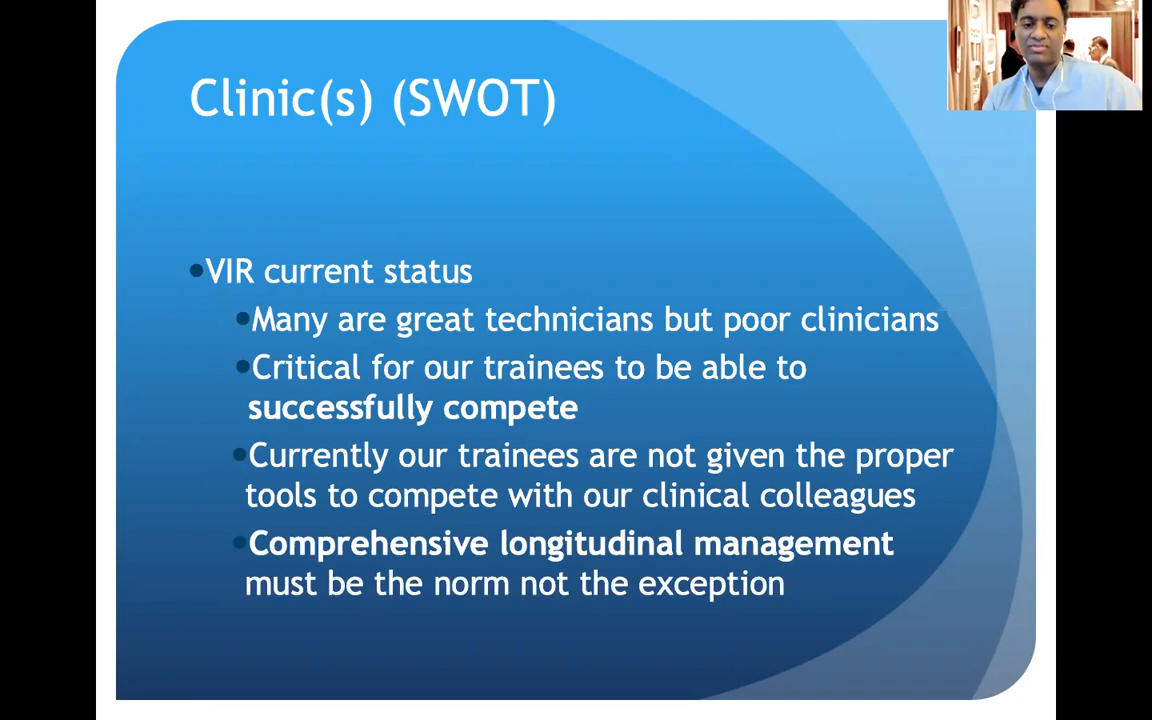 Clinic(s) (SWOT)
•VIR current status
•Many are great technicians but poor clinicians
•Critical for our trainees to be able to
successfully compete
•Currently our trainees are not given the proper
tools to compete with our clinical colleagues
•Comprehensive longitudinal management
must be the norm not the exception